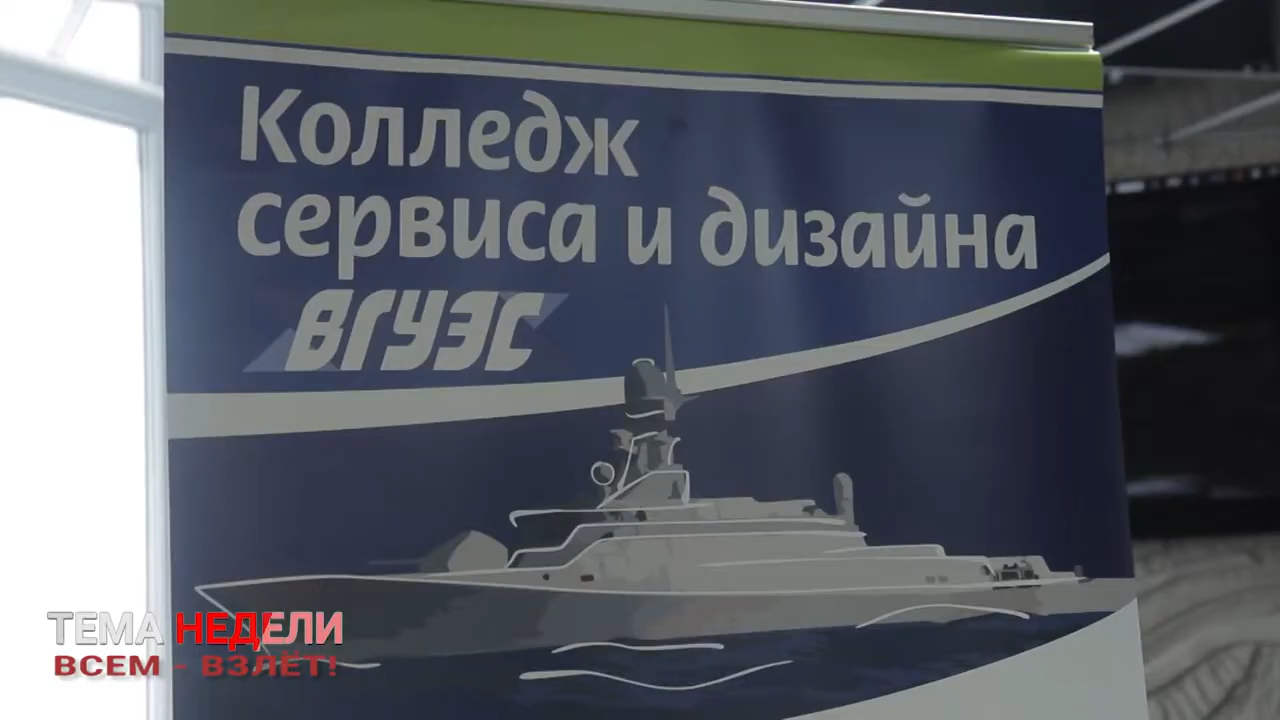 Колледж
сервиса и дизайна
ВГУЭС
ТЕМА НЕДЕЛИ
ВСЕМ - ВЗЛЁТ!